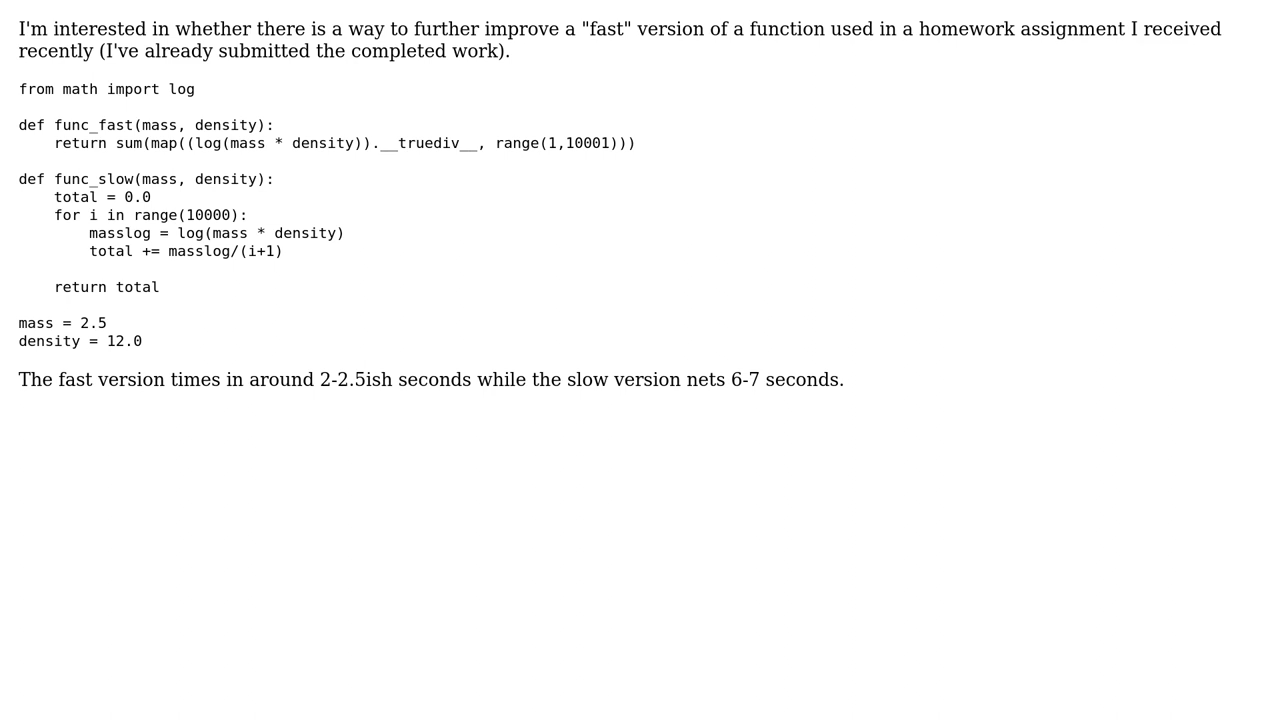 I'm interested in whether there is a way to further improve a "fast" version of a function used in a homework assignment I received
recently (I've already submitted the completed work).
from math import log
def func_fast(mass, density):
    return sum(map((log(mass * density)).__truediv__, range(1,10001)))
def func_slow(mass, density):
    total = 0.0
    for i in range(10000):
        masslog = log(mass * density)
        total += masslog/(i+1)
    return total
mass = 2.5
density = 12.0
The fast version times in around 2-2.5ish seconds while the slow version nets 6-7 seconds.